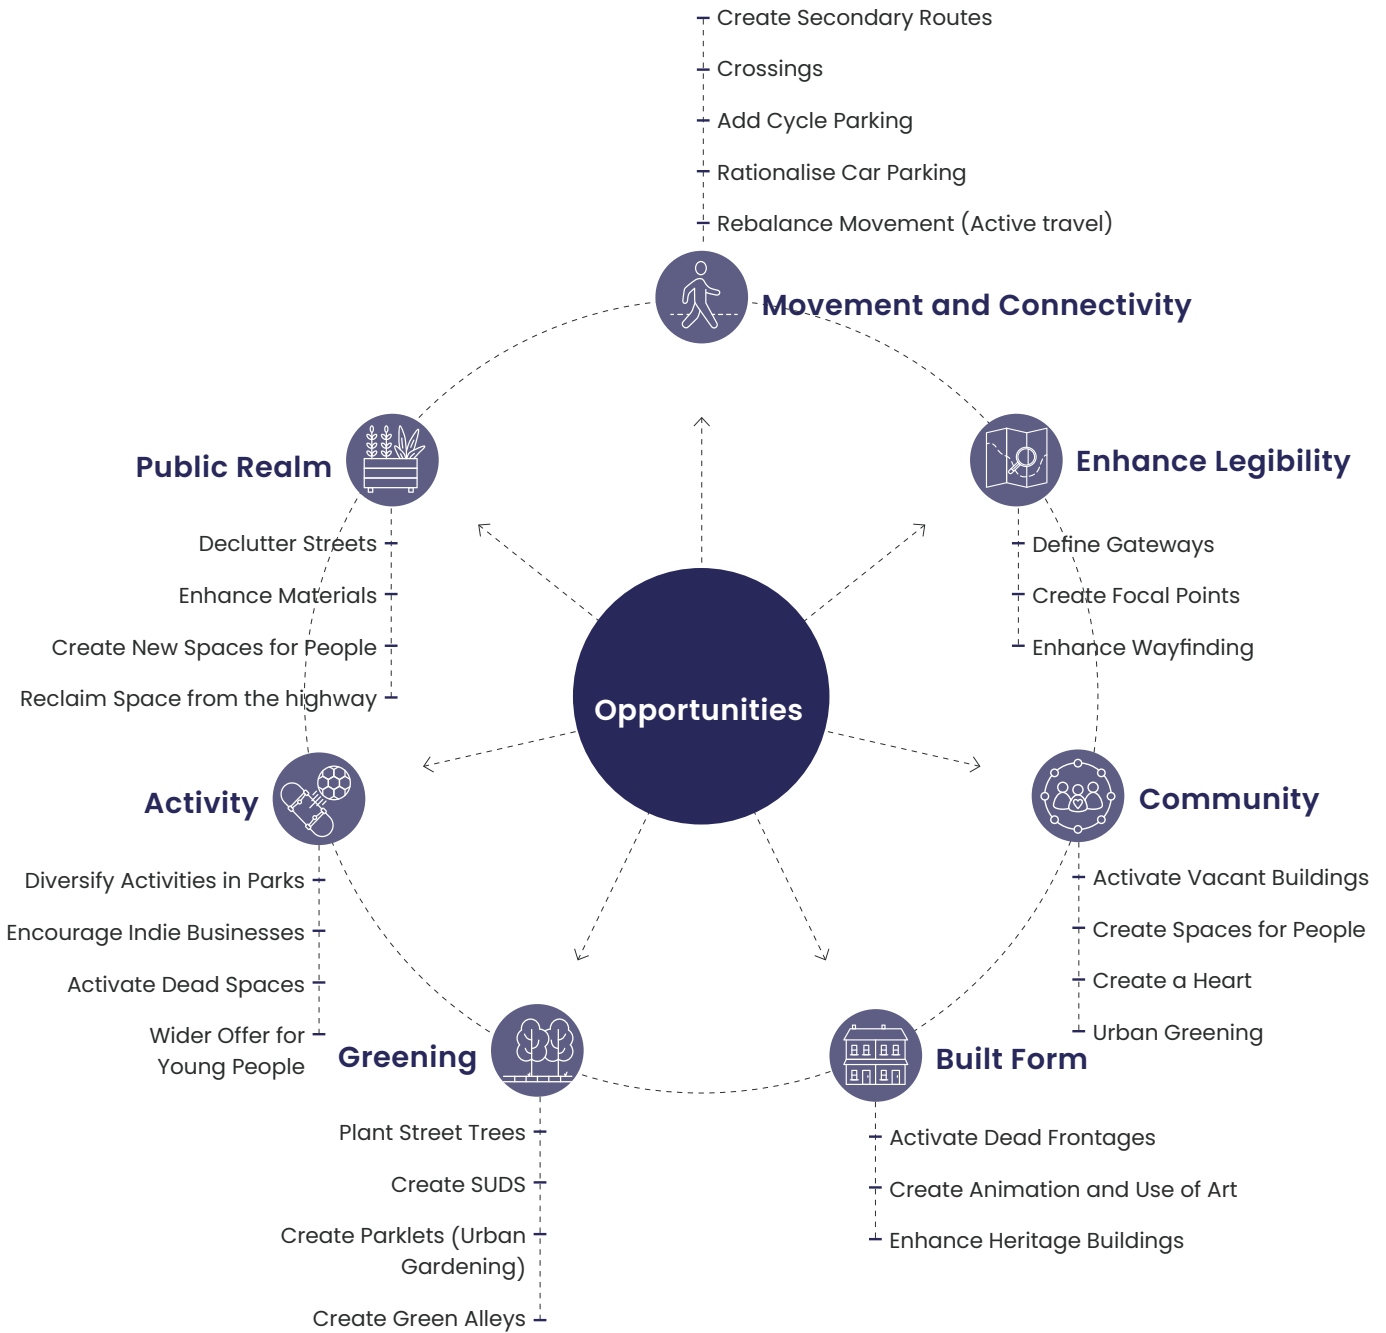 Create Secondary Routes
Crossings
Add Cycle Parking
Rationalise Car Parking
Rebalance Movement (Active travel)
Movement and Connectivity
Public Realm
Declutter Streets
Enhance Materials
Create New Spaces for People
Reclaim Space from the highway
Enhance Legibility
Define Gateways
Create Focal Points
Enhance Wayfinding
Opportunities
Activity
Diversify Activities in Parks
Encourage Indie Businesses
Activate Dead Spaces
Wider Offer for
Young People
Community
Activate Vacant Buildings
Create Spaces for People
Create a Heart
Urban Greening
Greening
Plant Street Trees
Create SUDS
Create Parklets (Urban
Gardening)
Create Green Alleys
Built Form
Activate Dead Frontages
Create Animation and Use of Art
Enhance Heritage Buildings